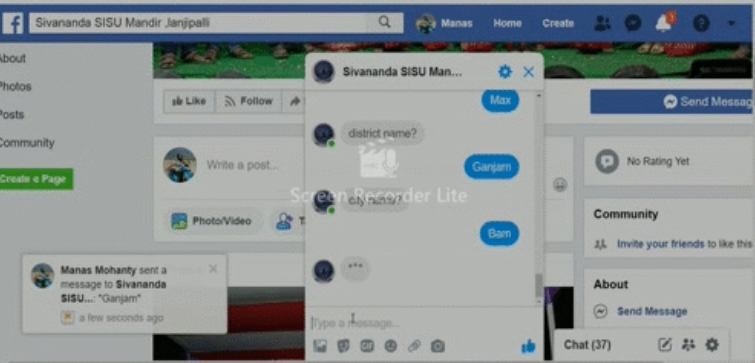 Sivananda SISU Mandir Janjipalli
Manas
Home
Create
3
About
Photos
Posts
Community
Create a Page
Like
Follow
Write a post...
Photo/Video
Sivananda SISU Man...
Max
district name?
Ganjam
city name?
Bam
Type a message...
Screen Recorder Lite
Manas Mohanty sent a
message to Sivananda
SISU...: "Ganjam"
a few seconds ago
Send Messag
No Rating Yet
Community
Invite your friends to like this
About
Send Message
Chat (37)